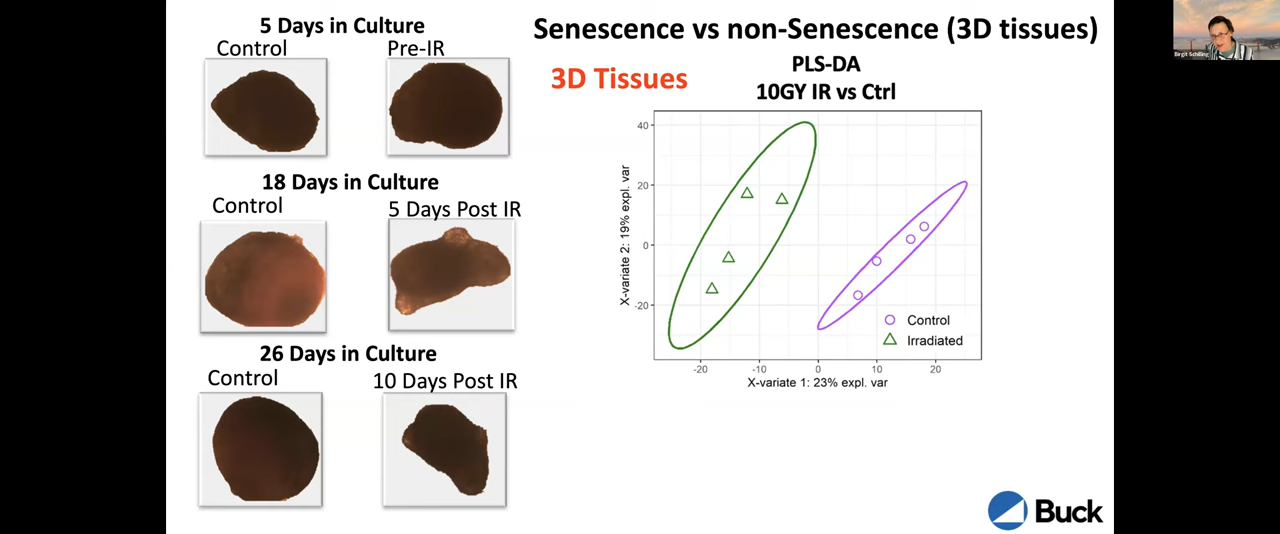 5 Days in Culture
Control
Pre-IR
18 Days in Culture
Control
5 Days Post IR
26 Days in Culture
Control
10 Days Post IR
Senescence vs non-Senescence (3D tissues)
3D Tissues
PLS-DA
10GY IR vs Ctrl
X-variate 2: 19% expl. var
40
20
0
-20
-20
-10
0
10
20
X-variate 1: 23% expl. var
Control
Irradiated
Buck
Birgit Schilling